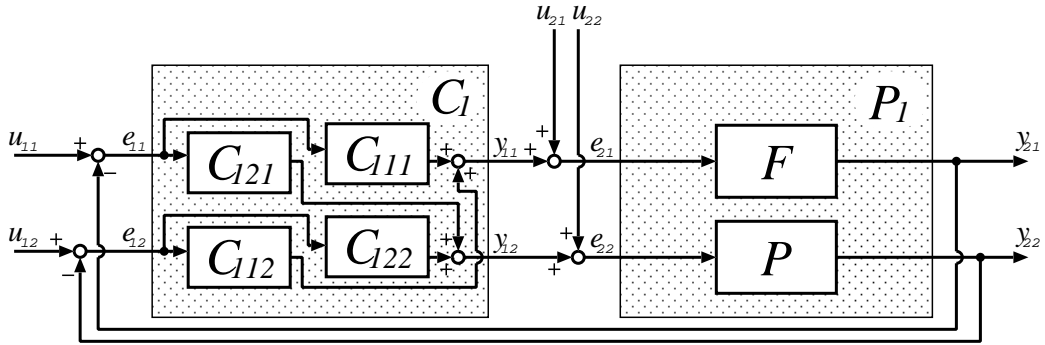 u21 u22
C1
P1
u11 + e11 C121 C111 + y11 + + e21 F y21
− +
u12 + e12 C112 C122 + + y12 + + e22 P y22
−